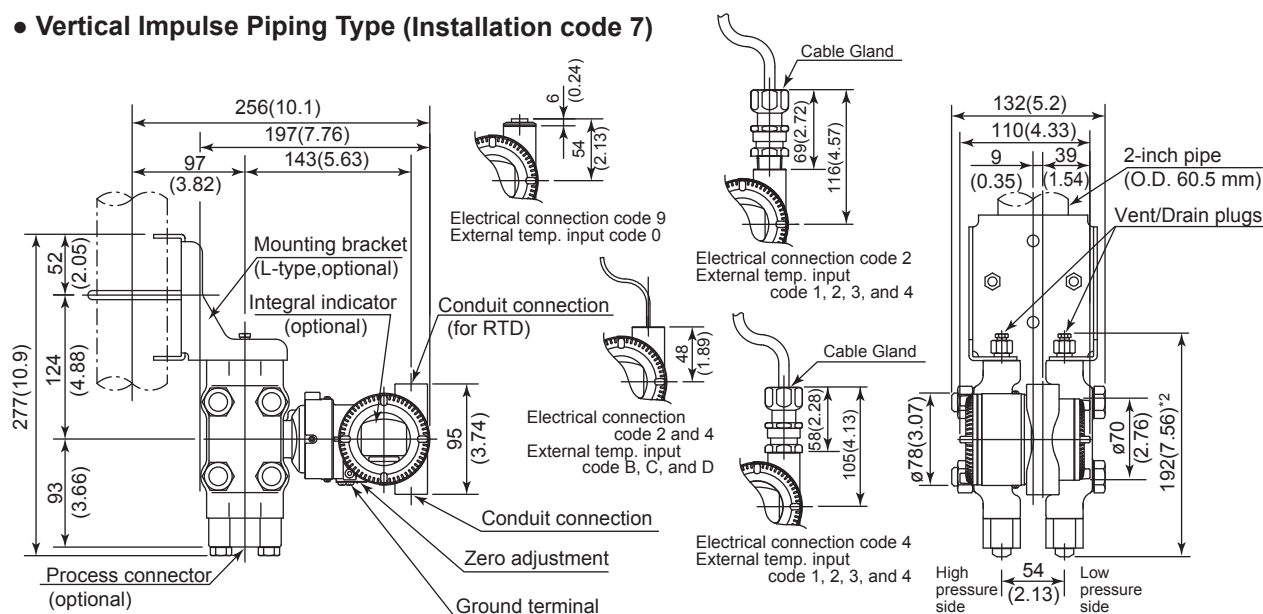 ● Vertical Impulse Piping Type (Installation code 7)
256(10.1)
197(7.76)
97
(3.82)
143(5.63)
6
(0.24)
54
(2.13)
Electrical connection code 9
External temp. input code 0
Cable Gland
69(2.72)
116(4.57)
Electrical connection code 2
External temp. input
code 1, 2, 3, and 4
132(5.2)
110(4.33)
9
(0.35)
39
(1.54)
2-inch pipe
(O.D. 60.5 mm)
Vent/Drain plugs
277(10.9)
52
(2.05)
124
(4.88)
93
(3.66)
Mounting bracket
(L-type,optional)
Integral indicator
(optional)
Conduit connection
(for RTD)
95
(3.74)
48
(1.89)
Electrical connection
code 2 and 4
External temp. input
code B, C, and D
Cable Gland
58(2.28)
105(4.13)
Electrical connection code 4
External temp. input
code 1, 2, 3, and 4
Conduit connection
Zero adjustment
Ground terminal
Process connector
(optional)
ø78(3.07)
ø70
(2.76)
192(7.56)*2
High
pressure
side
54
(2.13)
Low
pressure
side